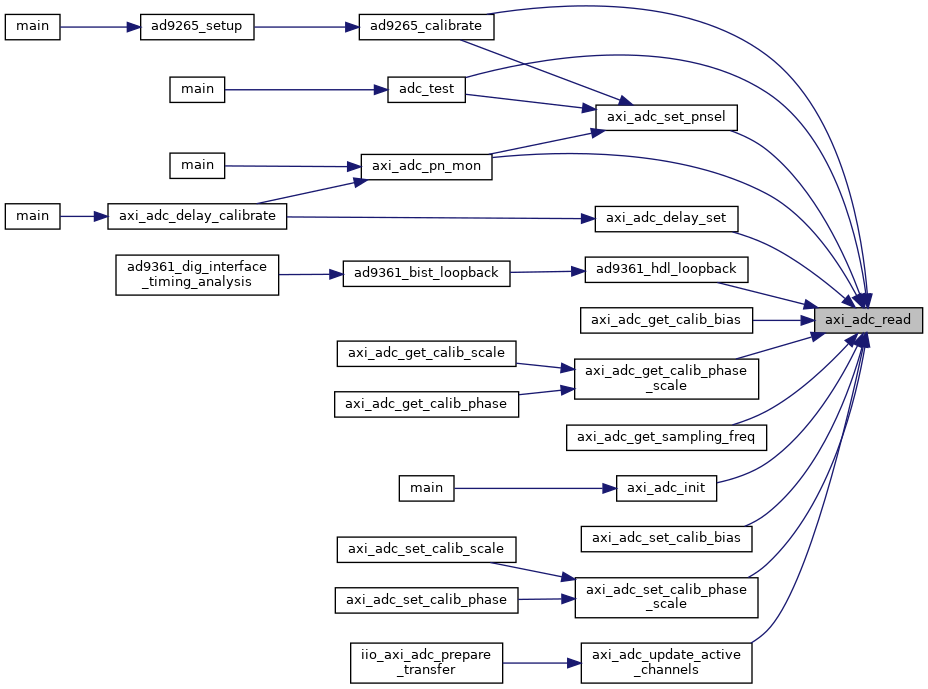 main
ad9265_setup
ad9265_calibrate
main
adc_test
axi_adc_set_pnsel
main
axi_adc_pn_mon
main
axi_adc_delay_calibrate
axi_adc_delay_set
ad9361_dig_interface
_timing_analysis
ad9361_bist_loopback
ad9361_hdl_loopback
axi_adc_get_calib_bias
axi_adc_read
axi_adc_get_calib_scale
axi_adc_get_calib_phase
_scale
axi_adc_get_calib_phase
axi_adc_get_sampling_freq
main
axi_adc_init
axi_adc_set_calib_bias
axi_adc_set_calib_scale
axi_adc_set_calib_phase
_scale
axi_adc_set_calib_phase
iio_axi_adc_prepare
_transfer
axi_adc_update_active
_channels